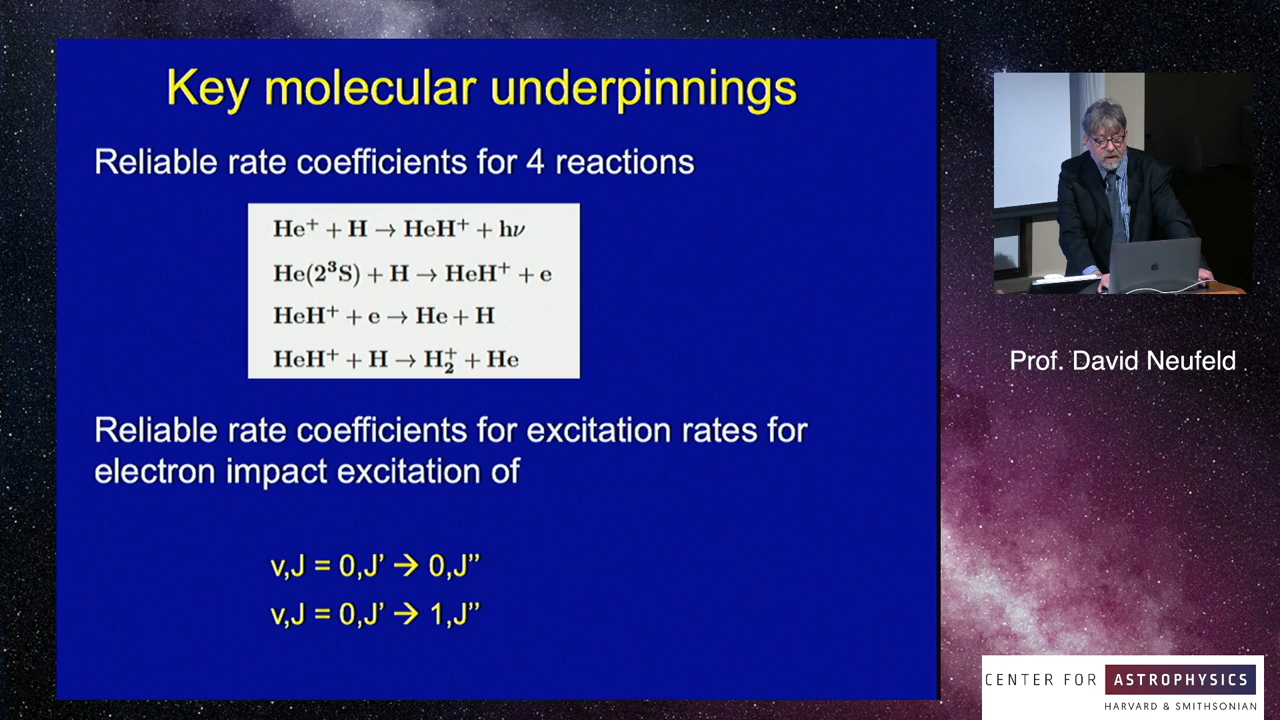 Key molecular underpinnings
Reliable rate coefficients for 4 reactions
He⁺ + H → HeH⁺ + hν
He(2³S) + H → HeH⁺ + e
HeH⁺ + e → He + H
HeH⁺ + H → H₂⁺ + He
Reliable rate coefficients for excitation rates for
electron impact excitation of
v,J = 0,J’ → 0,J’’
v,J = 0,J’ → 1,J’’
Prof. David Neufeld
CENTER FOR ASTROPHYSICS
HARVARD & SMITHSONIAN